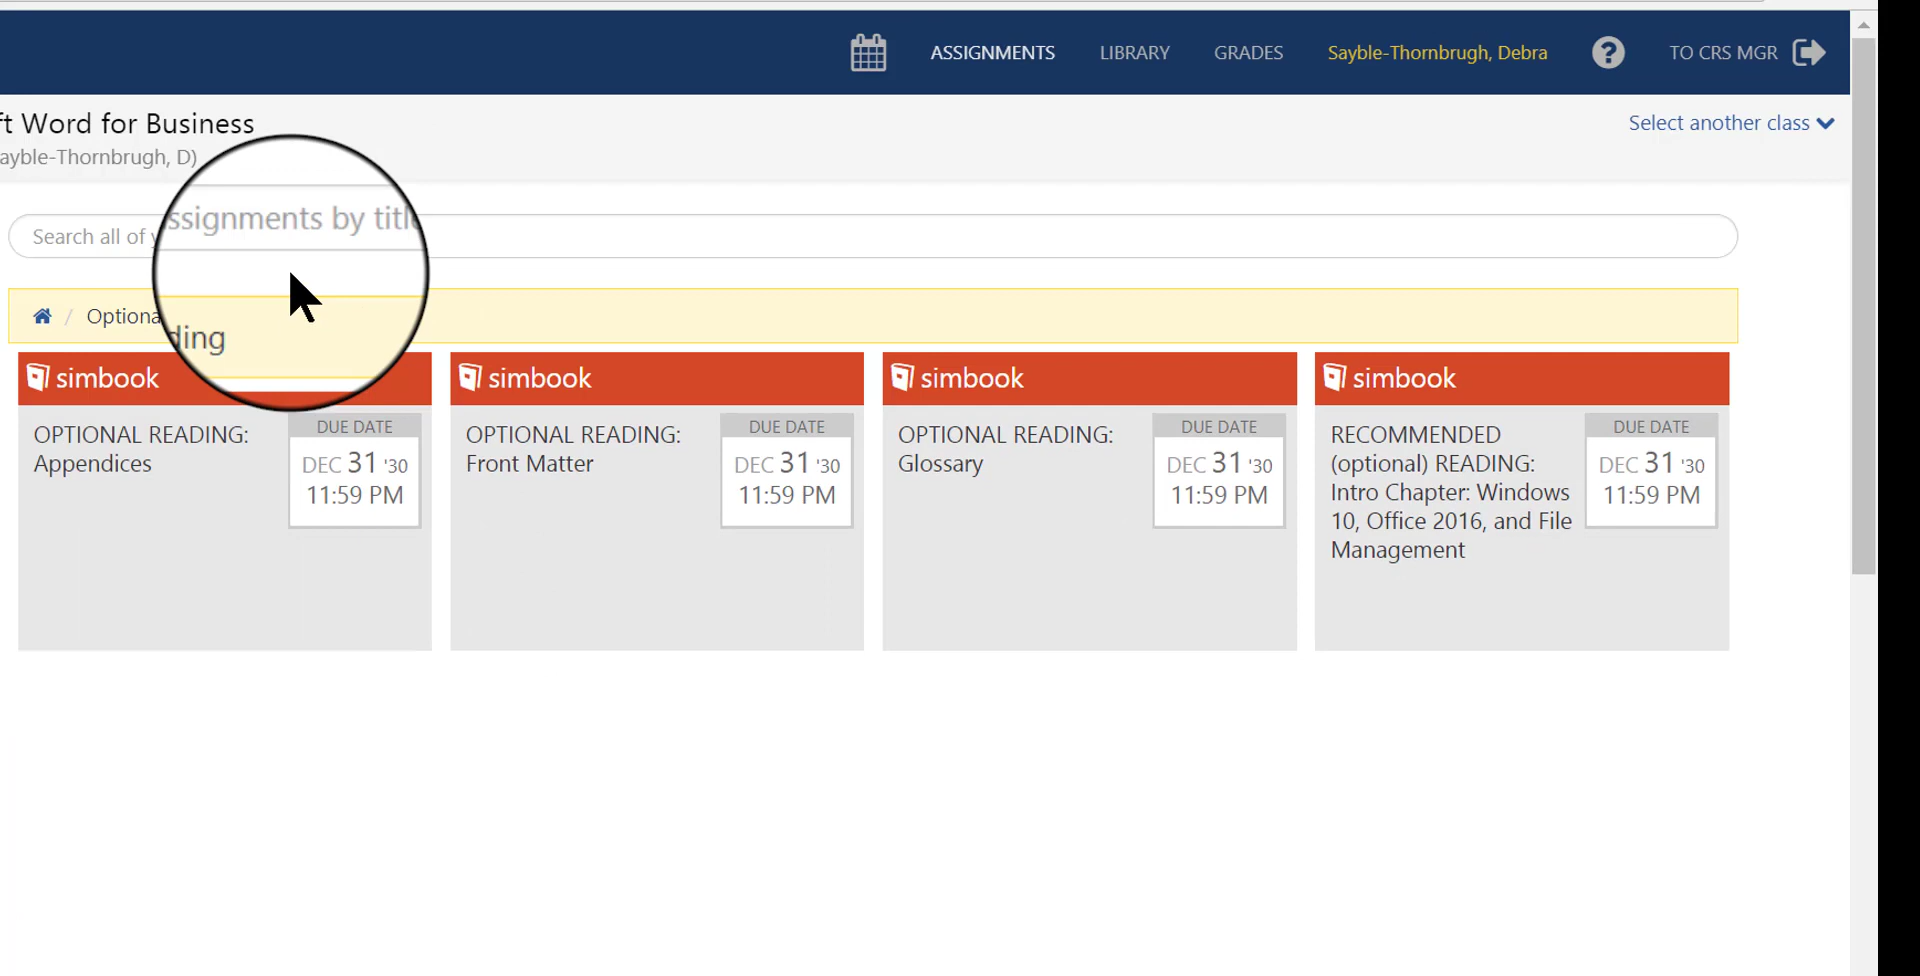 ASSIGNMENTS LIBRARY GRADES Sayble-Thornbrugh, Debra ? TO CRS MGR
ft Word for Business
Select another class
ayble-Thornbrugh, D)
Search all of ssignments by title
/ Optiona ding
simbook simbook simbook simbook
OPTIONAL READING:
Appendices
DUE DATE
DEC 31 '30
11:59 PM
OPTIONAL READING:
Front Matter
DUE DATE
DEC 31 '30
11:59 PM
OPTIONAL READING:
Glossary
DUE DATE
DEC 31 '30
11:59 PM
RECOMMENDED
(optional) READING:
Intro Chapter: Windows
10, Office 2016, and File
Management
DUE DATE
DEC 31 '30
11:59 PM